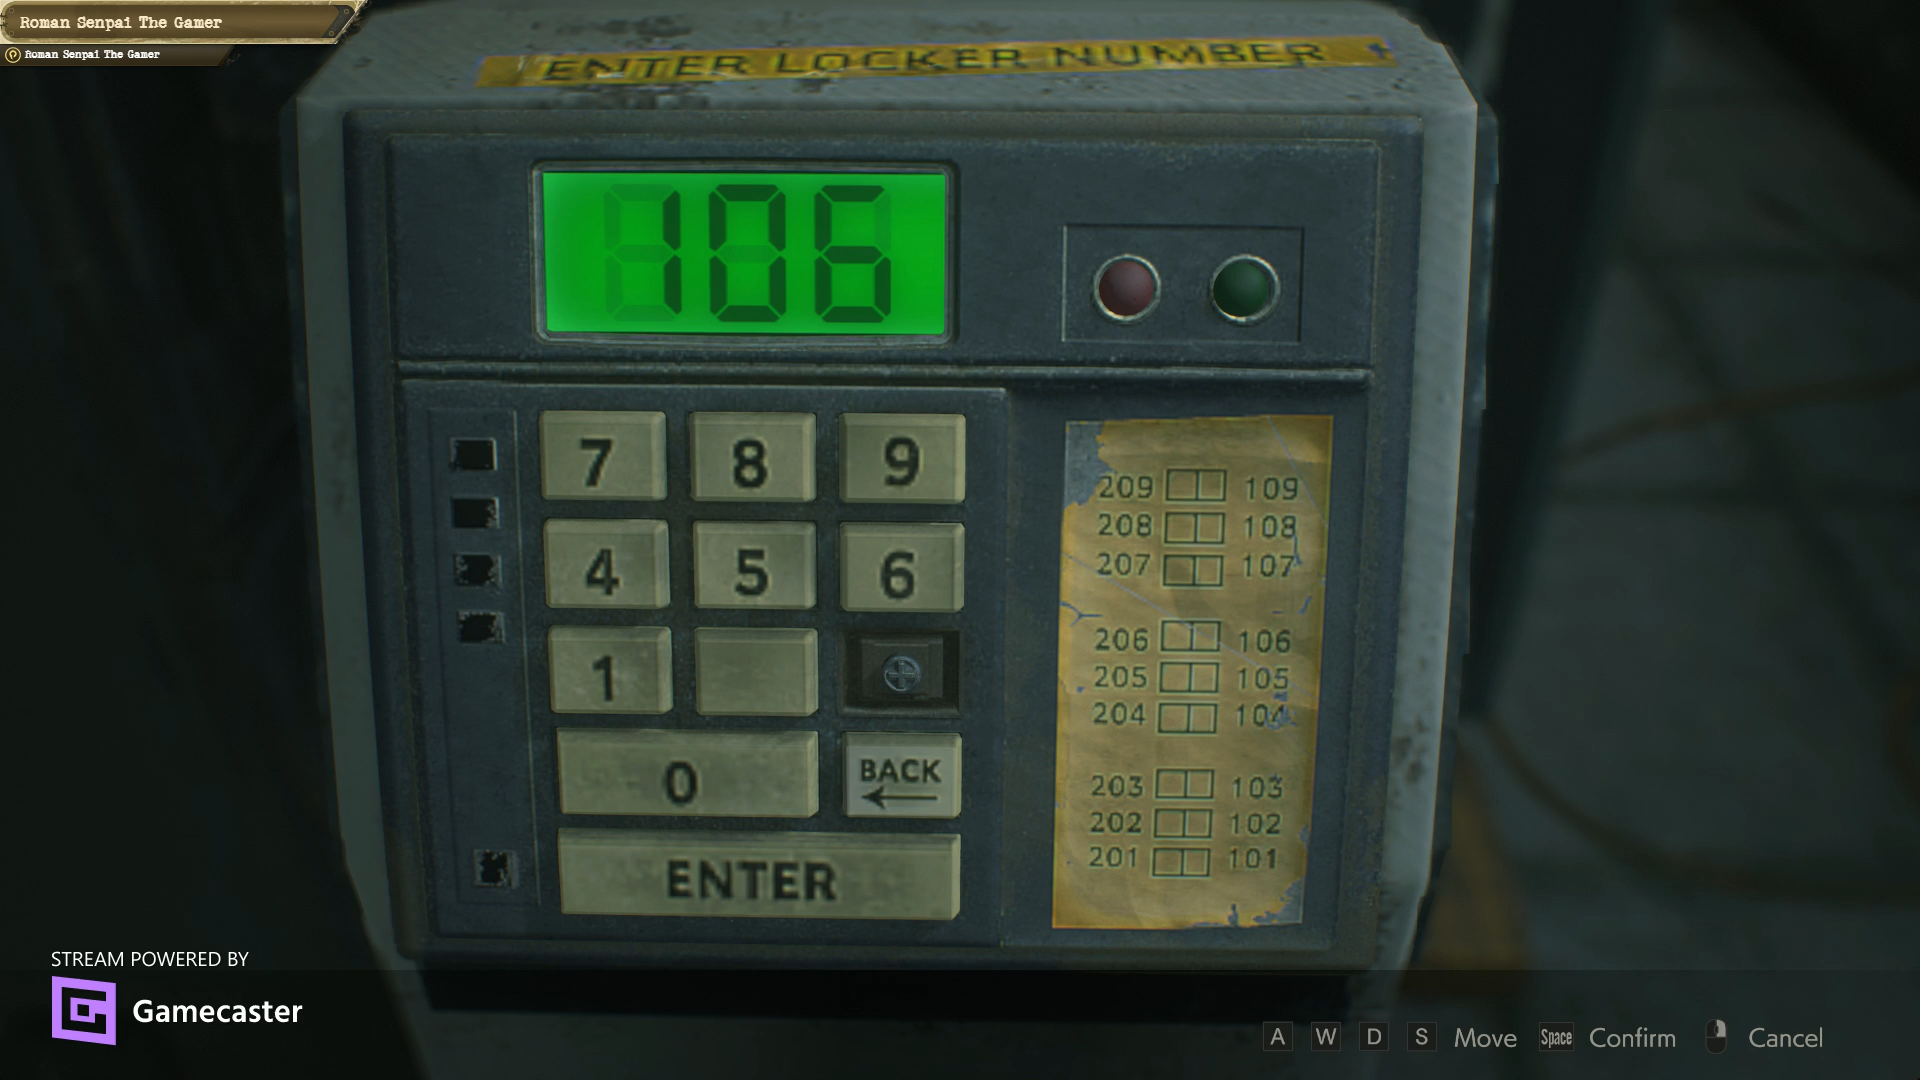 Roman Senpai The Gamer
Roman Senpai The Gamer
ENTER LOCKER NUMBER
106
7 8 9
4 5 6
1
0 BACK
ENTER
209 109
208 108
207 107
206 106
205 105
204 104
203 103
202 102
201 101
STREAM POWERED BY
Gamecaster
A W D S Move Space Confirm Cancel